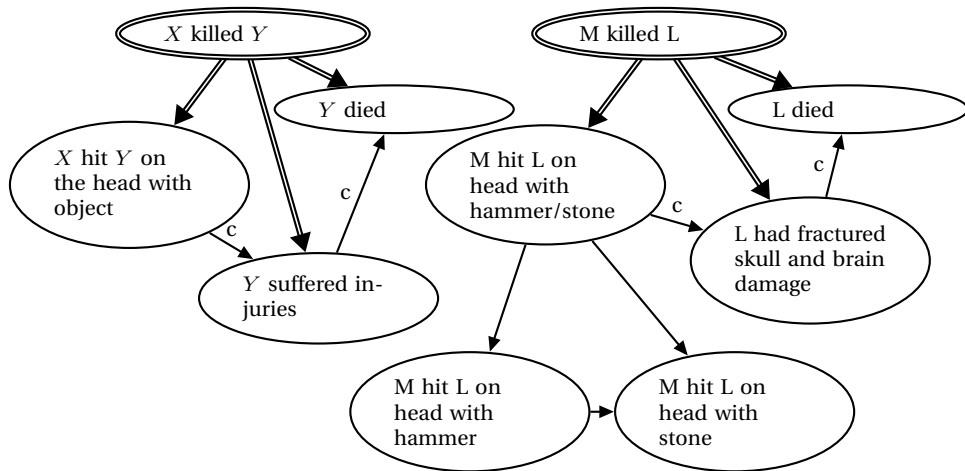 X killed Y
M killed L
Y died
L died
X hit Y on
the head with
object
M hit L on
head with
hammer/stone
c
c
c
c
Y suffered in-
juries
L had fractured
skull and brain
damage
M hit L on
head with
hammer
M hit L on
head with
stone